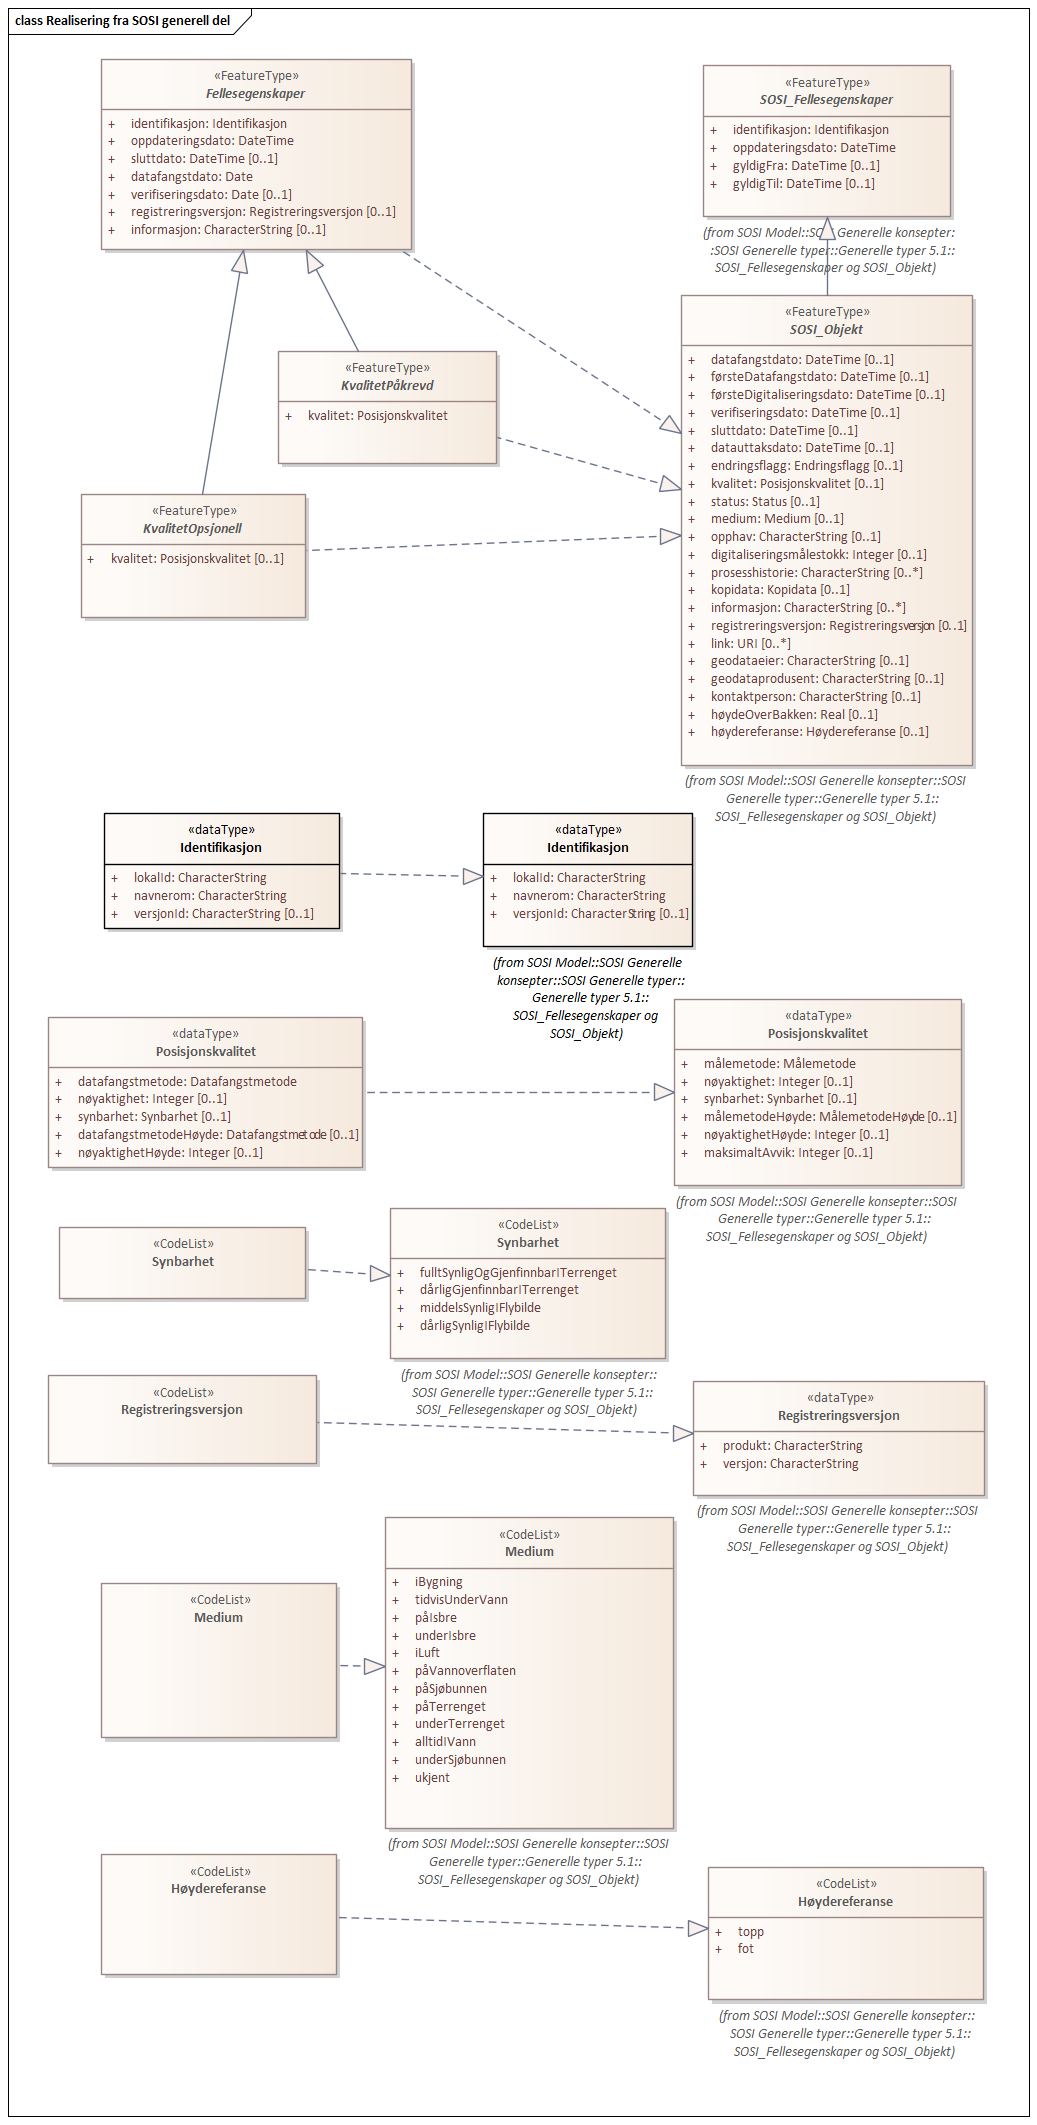 class Realisering fra SOSI generell del
«FeatureType»
Fellesegenskaper
+ identifikasjon: Identifikasjon
+ oppdateringsdato: DateTime
+ sluttdato: DateTime [0..1]
+ datafangstdato: Date
+ verifiseringsdato: Date [0..1]
+ registreringsversjon: Registreringsversjon [0..1]
+ informasjon: CharacterString [0..1]
«FeatureType»
SOSI_Fellesegenskaper
+ identifikasjon: Identifikasjon
+ oppdateringsdato: DateTime
+ gyldigFra: DateTime [0..1]
+ gyldigTil: DateTime [0..1]
(from SOSI Model::SOSI Generelle konsepter:
:SOSI Generelle typer::Generelle typer 5.1::
SOSI_Fellesegenskaper og SOSI_Objekt)
«FeatureType»
KvalitetPåkrevd
+ kvalitet: Posisjonskvalitet
«FeatureType»
KvalitetOpsjonell
+ kvalitet: Posisjonskvalitet [0..1]
«FeatureType»
SOSI_Objekt
+ datafangstdato: DateTime [0..1]
+ førsteDatafangstdato: DateTime [0..1]
+ førsteDigitaliseringsdato: DateTime [0..1]
+ verifiseringsdato: DateTime [0..1]
+ sluttdato: DateTime [0..1]
+ datauttaksdato: DateTime [0..1]
+ endringsflagg: Endringsflagg [0..1]
+ kvalitet: Posisjonskvalitet [0..1]
+ status: Status [0..1]
+ medium: Medium [0..1]
+ opphav: CharacterString [0..1]
+ digitaliseringsmålestokk: Integer [0..1]
+ prosesshistorie: CharacterString [0..*]
+ kopidata: Kopidata [0..1]
+ informasjon: CharacterString [0..*]
+ registreringsversjon: Registreringsversjon [0..1]
+ link: URI [0..*]
+ geodataeier: CharacterString [0..1]
+ geodataprodusent: CharacterString [0..1]
+ kontaktperson: CharacterString [0..1]
+ høydeOverBakken: Real [0..1]
+ høydereferanse: Høydereferanse [0..1]
(from SOSI Model::SOSI Generelle konsepter::SOSI
Generelle typer::Generelle typer 5.1::
SOSI_Fellesegenskaper og SOSI_Objekt)
«dataType»
Identifikasjon
+ lokalId: CharacterString
+ navnerom: CharacterString
+ versjonId: CharacterString [0..1]
«dataType»
Identifikasjon
+ lokalId: CharacterString
+ navnerom: CharacterString
+ versjonId: CharacterString [0..1]
(from SOSI Model::SOSI Generelle
konsepter::SOSI Generelle typer::
Generelle typer 5.1::
SOSI_Fellesegenskaper og
SOSI_Objekt)
«dataType»
Posisjonskvalitet
+ datafangstmetode: Datafangstmetode
+ nøyaktighet: Integer [0..1]
+ synbarhet: Synbarhet [0..1]
+ datafangstmetodeHøyde: Datafangstmetode [0..1]
+ nøyaktighetHøyde: Integer [0..1]
«dataType»
Posisjonskvalitet
+ målemetode: Målemetode
+ nøyaktighet: Integer [0..1]
+ synbarhet: Synbarhet [0..1]
+ målemetodeHøyde: MålemetodeHøyde [0..1]
+ nøyaktighetHøyde: Integer [0..1]
+ maksimaltAvvik: Integer [0..1]
(from SOSI Model::SOSI Generelle konsepter::SOSI
Generelle typer::Generelle typer 5.1::
SOSI_Fellesegenskaper og SOSI_Objekt)
«CodeList»
Synbarhet
«CodeList»
Synbarhet
+ fulltSynligOgGjenfinnbarITerrenget
+ dårligGjenfinnbarITerrenget
+ middelsSynligIFlybilde
+ dårligSynligIFlybilde
(from SOSI Model::SOSI Generelle konsepter::
SOSI Generelle typer::Generelle typer 5.1::
SOSI_Fellesegenskaper og SOSI_Objekt)
«CodeList»
Registreringsversjon
«dataType»
Registreringsversjon
+ produkt: CharacterString
+ versjon: CharacterString
(from SOSI Model::SOSI Generelle konsepter::SOSI
Generelle typer::Generelle typer 5.1::
SOSI_Fellesegenskaper og SOSI_Objekt)
«CodeList»
Medium
«CodeList»
Medium
+ iBygning
+ tidvisUnderVann
+ påIsbre
+ underIsbre
+ iLuft
+ påVannoverflaten
+ påSjøbunnen
+ påTerrenget
+ underTerrenget
+ alltidIVann
+ underSjøbunnen
+ ukjent
(from SOSI Model::SOSI Generelle konsepter::SOSI
Generelle typer::Generelle typer 5.1::
SOSI_Fellesegenskaper og SOSI_Objekt)
«CodeList»
Høydereferanse
«CodeList»
Høydereferanse
+ topp
+ fot
(from SOSI Model::SOSI Generelle konsepter::
SOSI Generelle typer::Generelle typer 5.1::
SOSI_Fellesegenskaper og SOSI_Objekt)